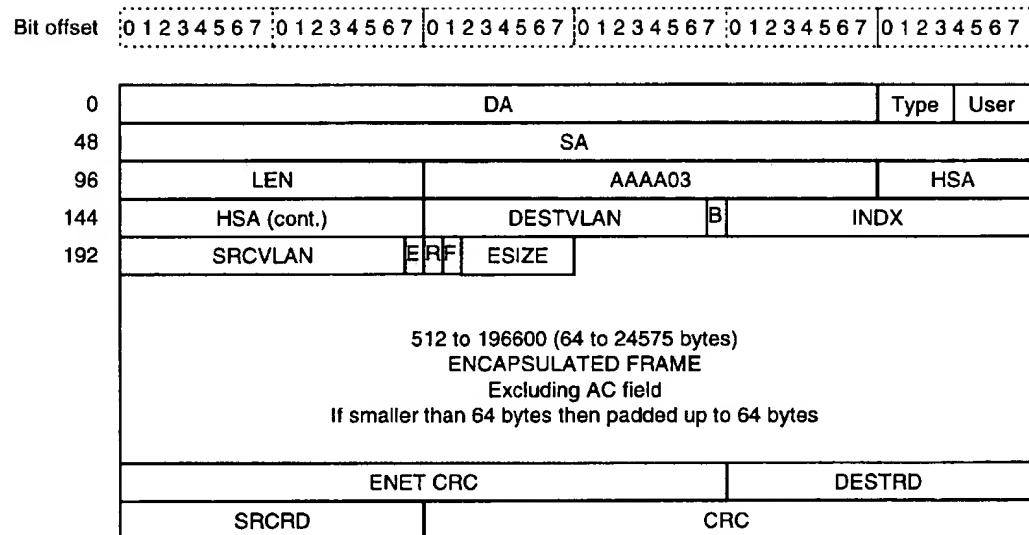 Bit offset 0 1 2 3 4 5 6 7 0 1 2 3 4 5 6 7 0 1 2 3 4 5 6 7 0 1 2 3 4 5 6 7 0 1 2 3 4 5 6 7 0 1 2 3 4 5 6 7
0 DA Type User
48 SA
96 LEN AAAA03 HSA
144 HSA (cont.) DESTVLAN B INDX
192 SRCVLAN E R F ESIZE
512 to 196600 (64 to 24575 bytes)
ENCAPSULATED FRAME
Excluding AC field
If smaller than 64 bytes then padded up to 64 bytes
ENET CRC DESTRD
SRCRD CRC